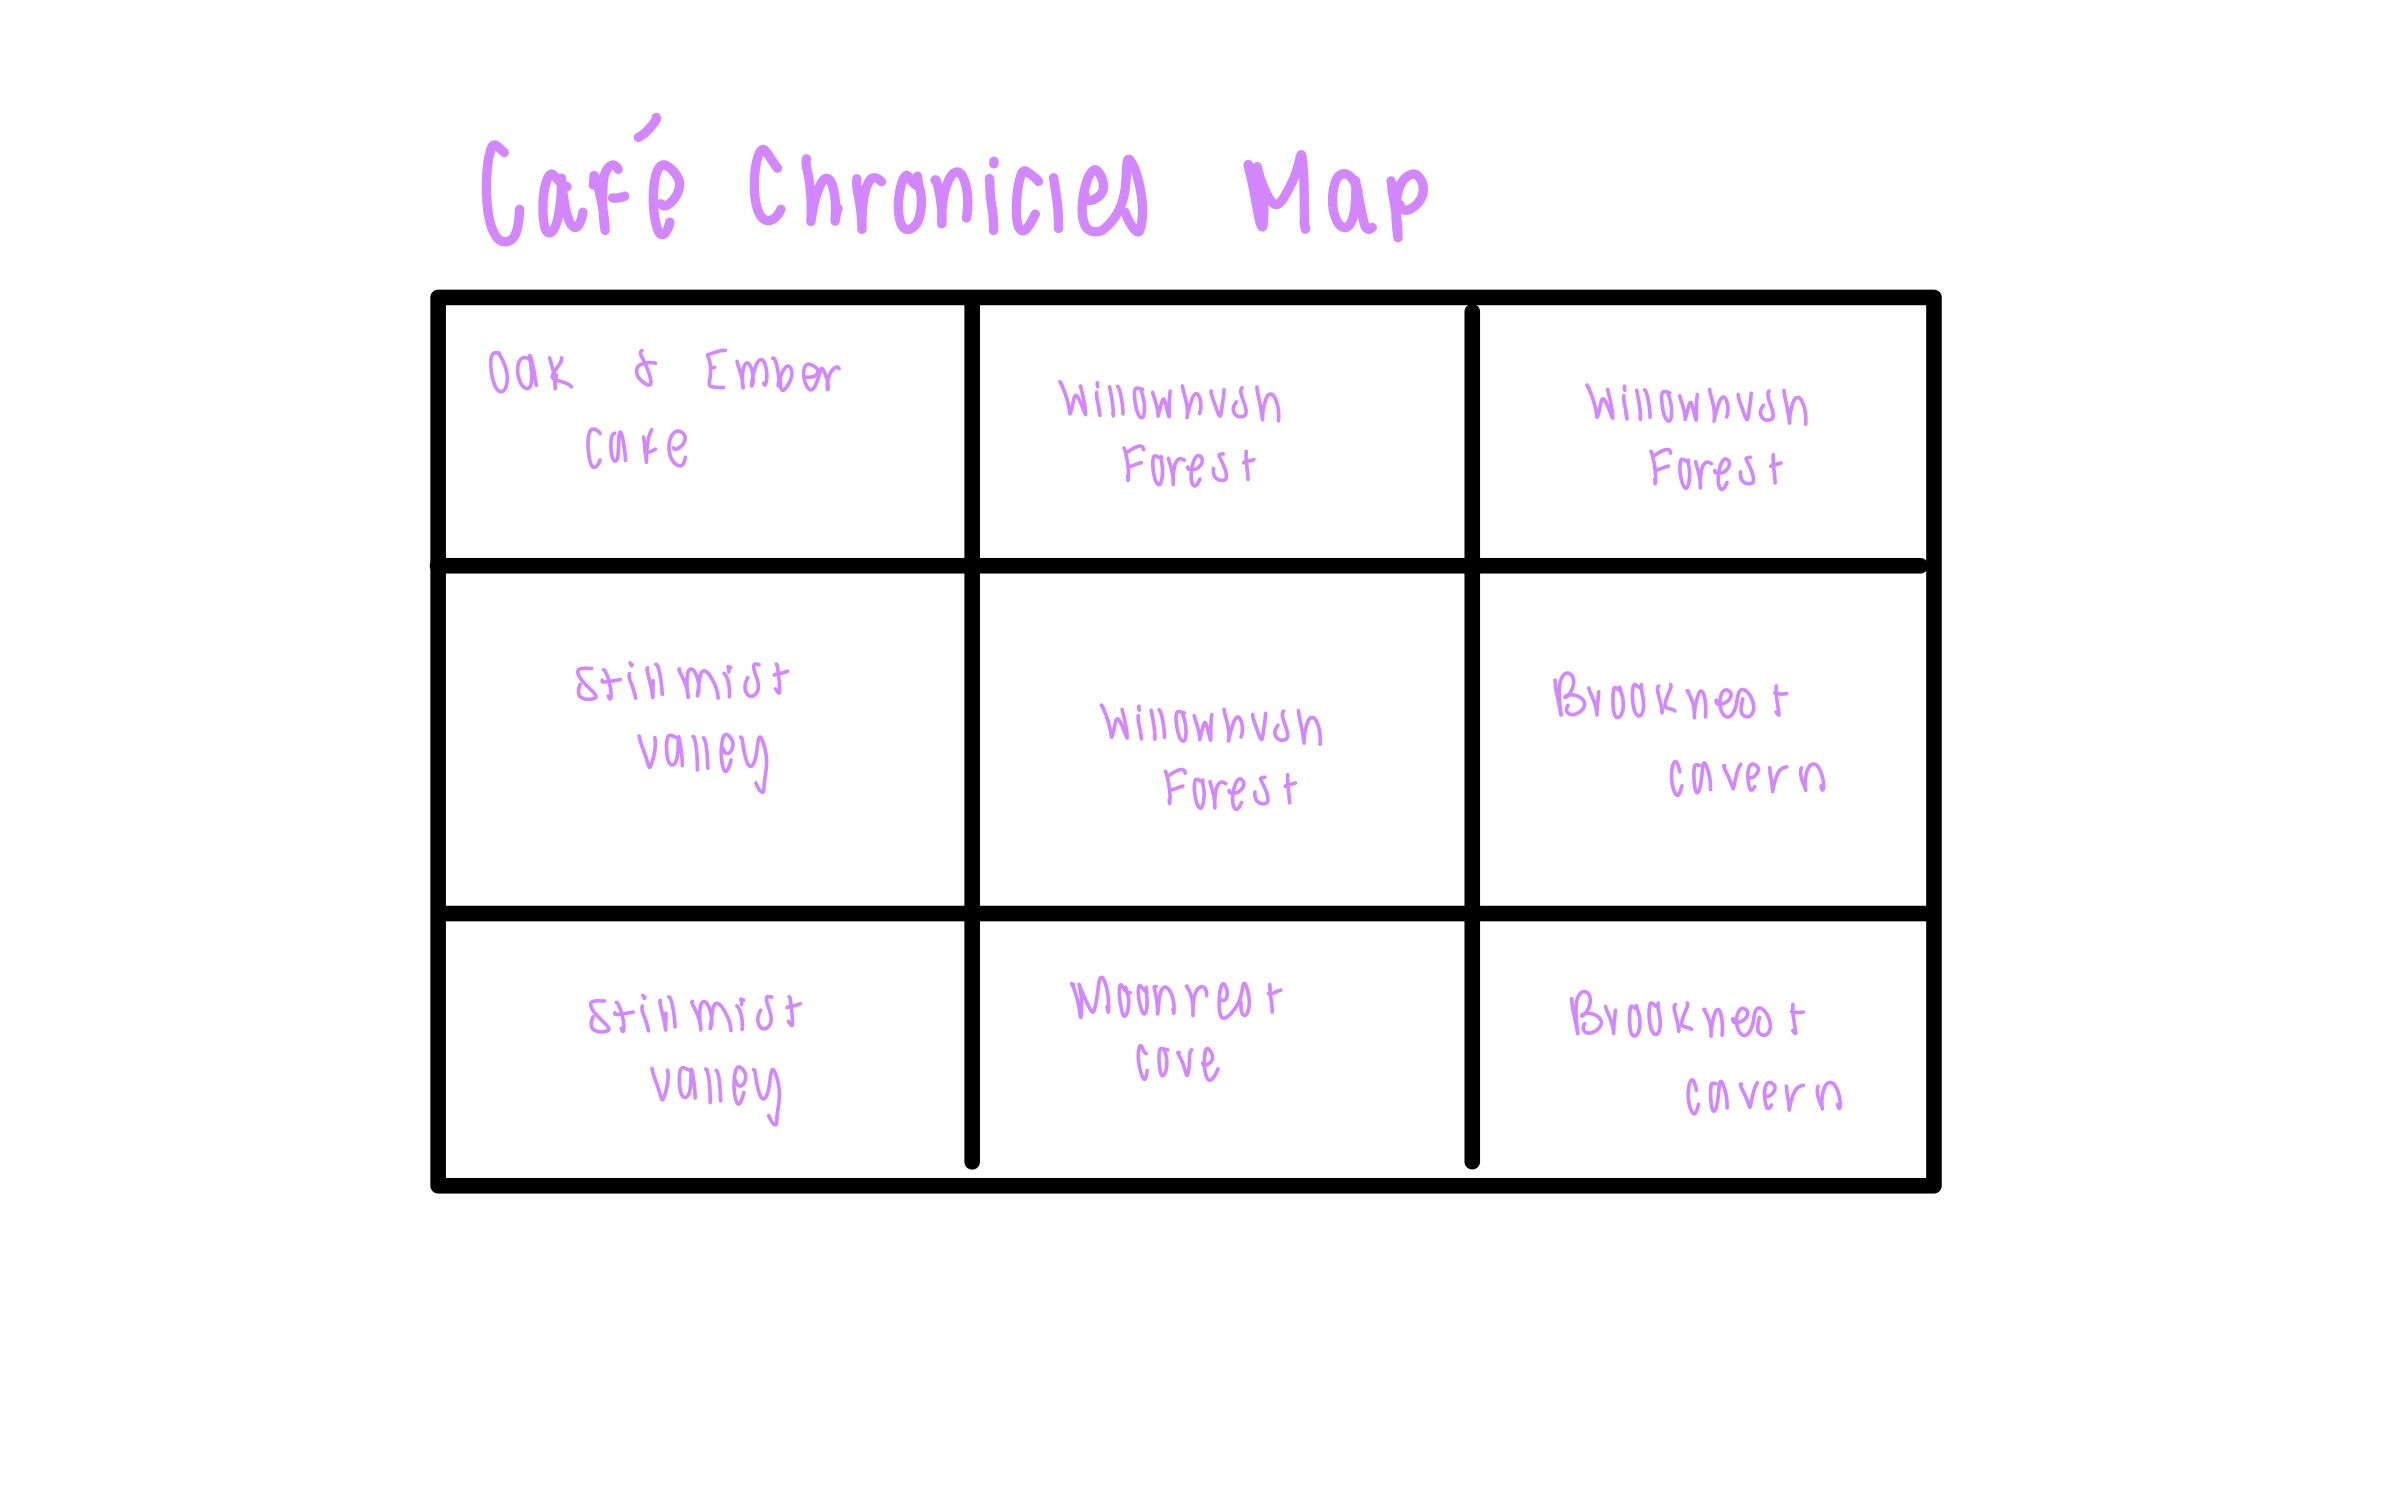 Café Chronicles Map
Oak & Ember
Cafe
Willowhush
Forest
Willowhush
Forest
Stillmist
Valley
Willowhush
Forest
Brooknest
Cavern
Stillmist
Valley
Moonrest
Cove
Brooknest
Cavern